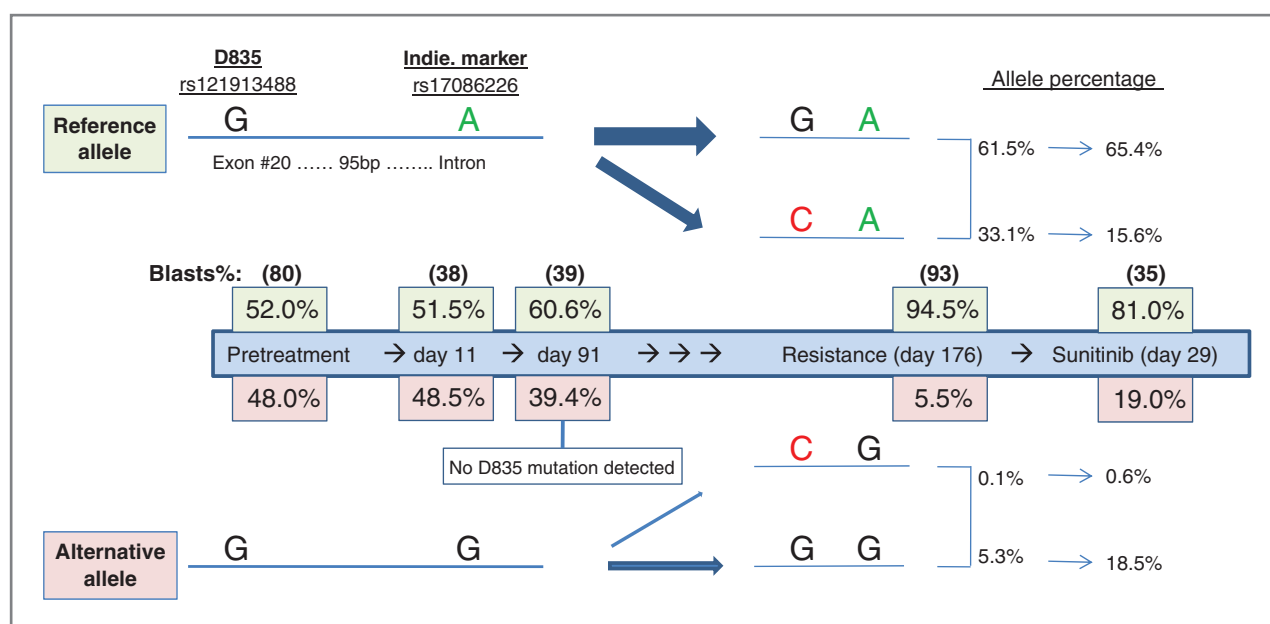 D835 Indie. marker
rs121913488 rs17086226 Allele percentage
Reference allele
G A G A
61.5% → 65.4%
Exon #20 …… 95bp …….. Intron
C A
33.1% → 15.6%
Blasts%: (80) (38) (39) (93) (35)
52.0% 51.5% 60.6% 94.5% 81.0%
Pretreatment → day 11 → day 91 → → → Resistance (day 176) → Sunitinib (day 29)
48.0% 48.5% 39.4% 5.5% 19.0%
C G
No D835 mutation detected
0.1% → 0.6%
Alternative allele
G G G G
5.3% → 18.5%